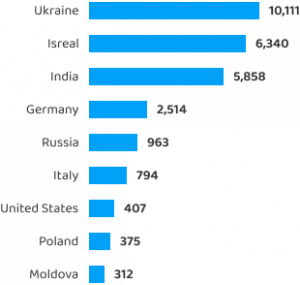 Ukraine 10,111
Isreal 6,340
India 5,858
Germany 2,514
Russia 963
Italy 794
United States 407
Poland 375
Moldova 312